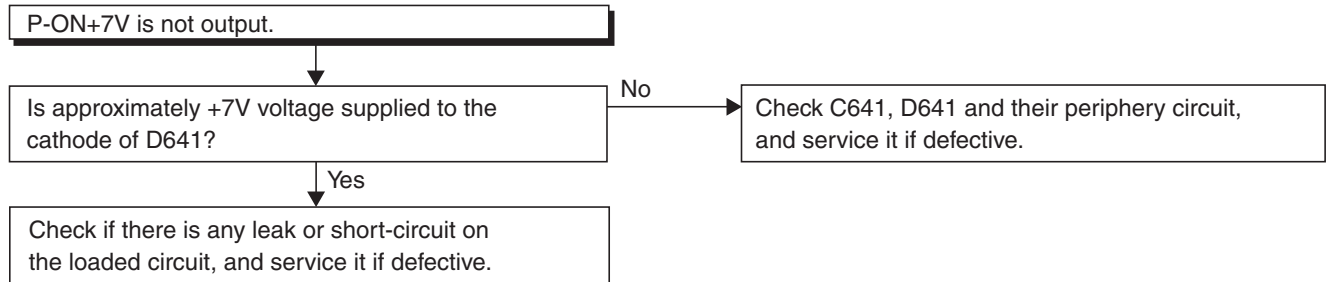 P-ON+7V is not output.
Is approximately +7V voltage supplied to the
cathode of D641?
No
Check C641, D641 and their periphery circuit,
and service it if defective.
Yes
Check if there is any leak or short-circuit on
the loaded circuit, and service it if defective.